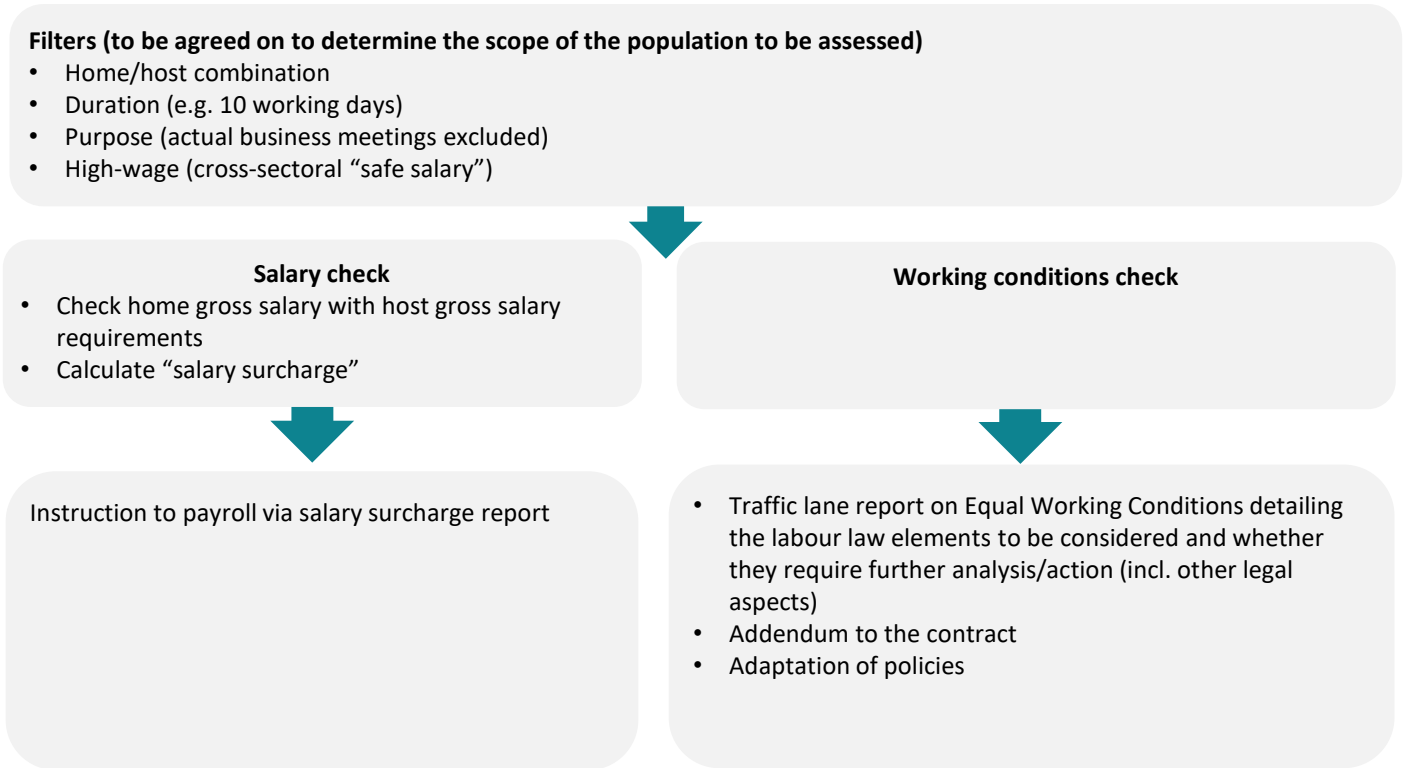 Filters (to be agreed on to determine the scope of the population to be assessed)
• Home/host combination
• Duration (e.g. 10 working days)
• Purpose (actual business meetings excluded)
• High-wage (cross-sectoral “safe salary”)
Salary check
• Check home gross salary with host gross salary
requirements
• Calculate “salary surcharge”
Working conditions check
Instruction to payroll via salary surcharge report
• Traffic lane report on Equal Working Conditions detailing
the labour law elements to be considered and whether
they require further analysis/action (incl. other legal
aspects)
• Addendum to the contract
• Adaptation of policies